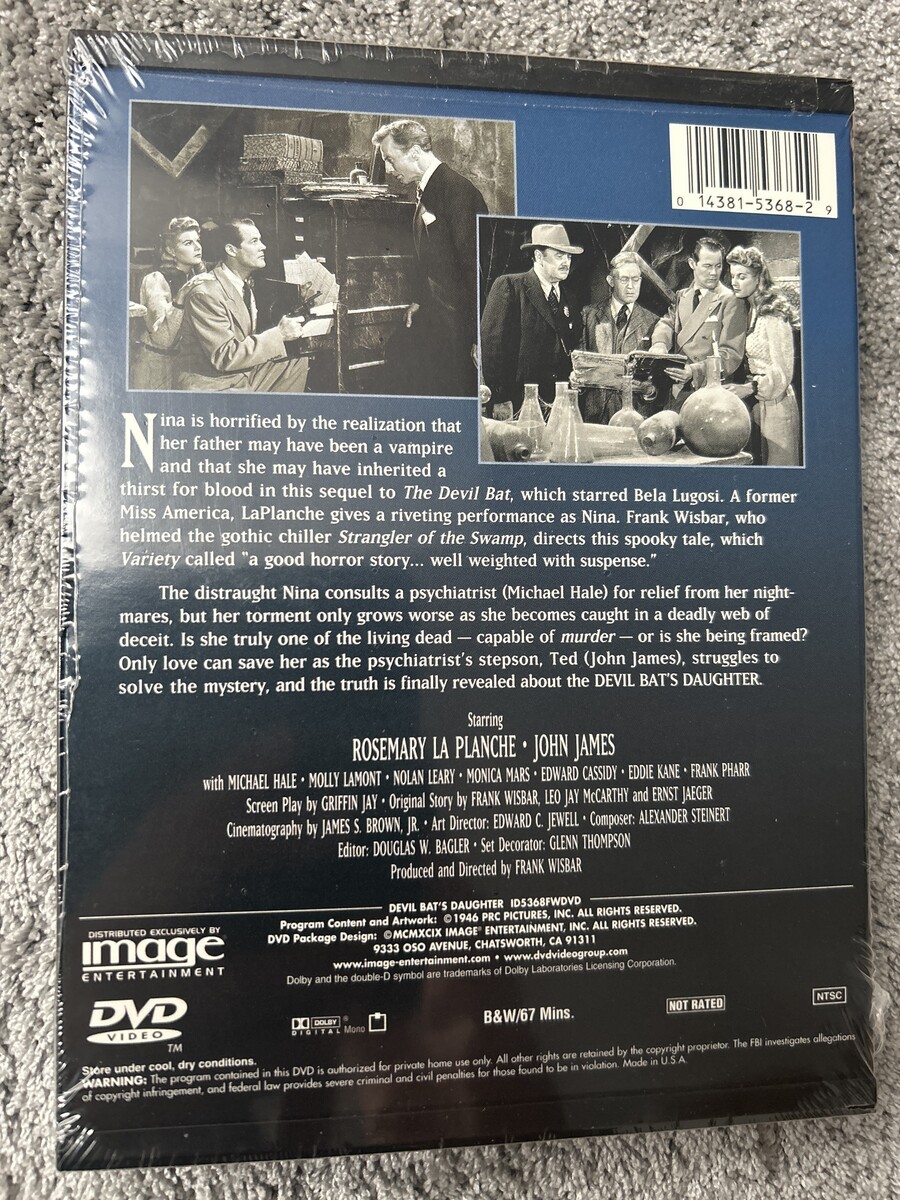 0 14381-5368-2 9
Nina is horrified by the realization that
her father may have been a vampire
and that she may have inherited a
thirst for blood in this sequel to The Devil Bat, which starred Bela Lugosi. A former
Miss America, LaPlanche gives a riveting performance as Nina. Frank Wisbar, who
helmed the gothic chiller Strangler of the Swamp, directs this spooky tale, which
Variety called "a good horror story... well weighted with suspense."
The distraught Nina consults a psychiatrist (Michael Hale) for relief from her night-
mares, but her torment only grows worse as she becomes caught in a deadly web of
deceit. Is she truly one of the living dead — capable of murder — or is she being framed?
Only love can save her as the psychiatrist's stepson, Ted (John James), struggles to
solve the mystery, and the truth is finally revealed about the DEVIL BAT'S DAUGHTER.
Starring
ROSEMARY LA PLANCHE • JOHN JAMES
with MICHAEL HALE • MOLLY LAMONT • NOLAN LEARY • MONICA MARS • EDWARD CASSIDY • EDDIE KANE • FRANK PHARR
Screen Play by GRIFFIN JAY • Original Story by FRANK WISBAR, LEO JAY McCARTHY and ERNST JAEGER
Cinematography by JAMES S. BROWN, JR. • Art Director: EDWARD C. JEWELL • Composer: ALEXANDER STEINERT
Editor: DOUGLAS W. BAGLER • Set Decorator: GLENN THOMPSON
Produced and Directed by FRANK WISBAR
DEVIL BAT'S DAUGHTER ID5368FWDVD
Program Content and Artwork: ©1946 PRC PICTURES, INC. ALL RIGHTS RESERVED.
DVD Package Design: ©MCMXCIX IMAGE® ENTERTAINMENT, INC. ALL RIGHTS RESERVED.
9333 OSO AVENUE, CHATSWORTH, CA 91311
www.image-entertainment.com • www.dvdvideogroup.com
Dolby and the double-D symbol are trademarks of Dolby Laboratories Licensing Corporation.
DISTRIBUTED EXCLUSIVELY BY
image®
ENTERTAINMENT
DVD
VIDEO
TM
DOLBY
DIGITAL Mono
B&W/67 Mins.
NOT RATED
NTSC
Store under cool, dry conditions.
WARNING: The program contained in this DVD is authorized for private home use only. All other rights are retained by the copyright proprietor. The FBI investigates allegations
of copyright infringement, and federal law provides severe criminal and civil penalties for those found to be in violation. Made in U.S.A.